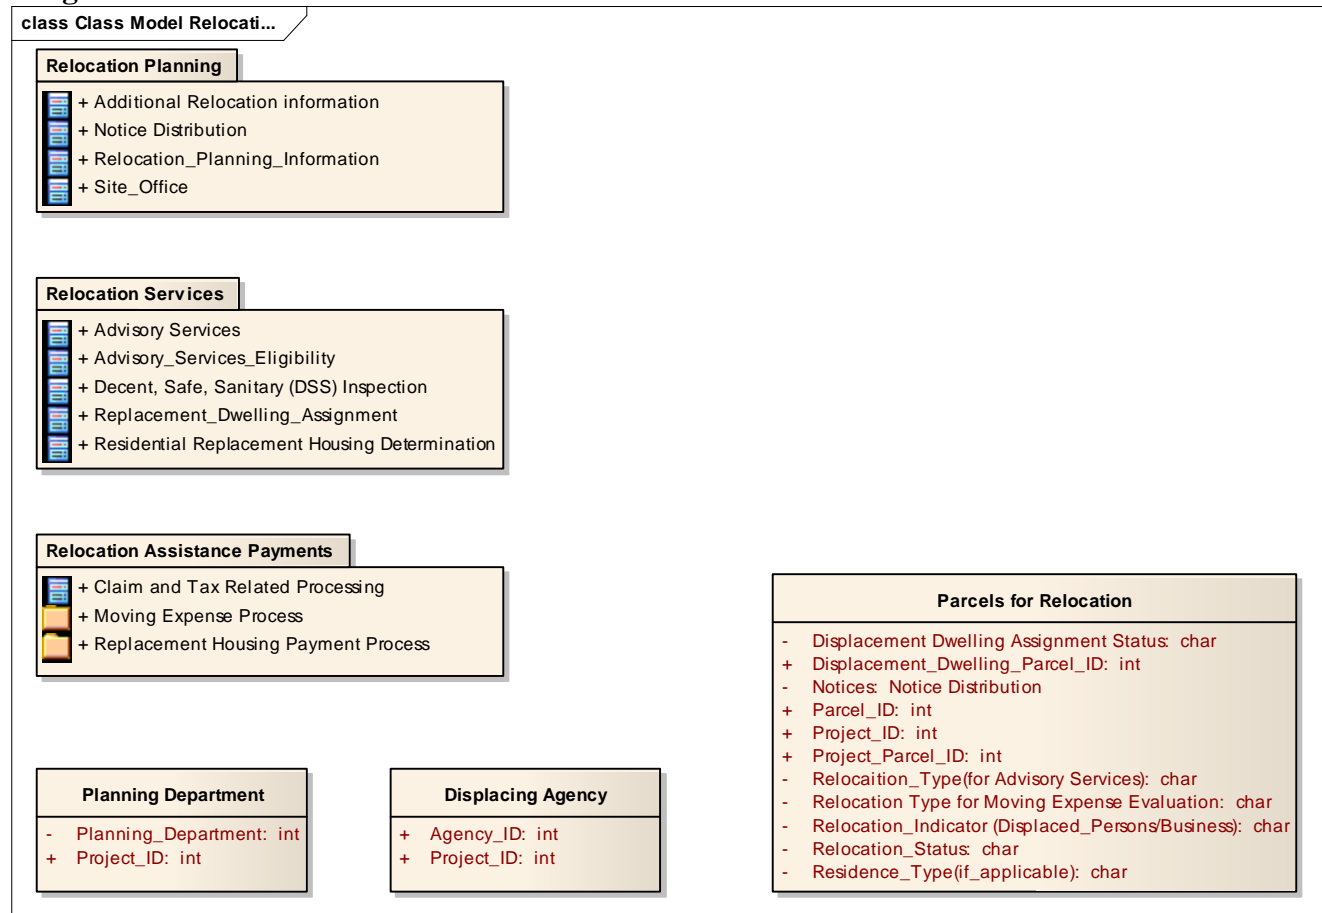 class Class Model Relocati...
Relocation Planning
+ Additional Relocation information
+ Notice Distribution
+ Relocation_Planning_Information
+ Site_Office
Relocation Services
+ Advisory Services
+ Advisory_Services_Eligibility
+ Decent, Safe, Sanitary (DSS) Inspection
+ Replacement_Dwelling_Assignment
+ Residential Replacement Housing Determination
Relocation Assistance Payments
+ Claim and Tax Related Processing
+ Moving Expense Process
+ Replacement Housing Payment Process
Planning Department
- Planning_Department: int
+ Project_ID: int
Displacing Agency
+ Agency_ID: int
+ Project_ID: int
Parcels for Relocation
- Displacement Dwelling Assignment Status: char
+ Displacement_Dwelling_Parcel_ID: int
- Notices: Notice Distribution
+ Parcel_ID: int
+ Project_ID: int
+ Project_Parcel_ID: int
- Relocaition_Type(for Advisory Services): char
- Relocation Type for Moving Expense Evaluation: char
- Relocation_Indicator (Displaced_Persons/Business): char
- Relocation_Status: char
- Residence_Type(if_applicable): char